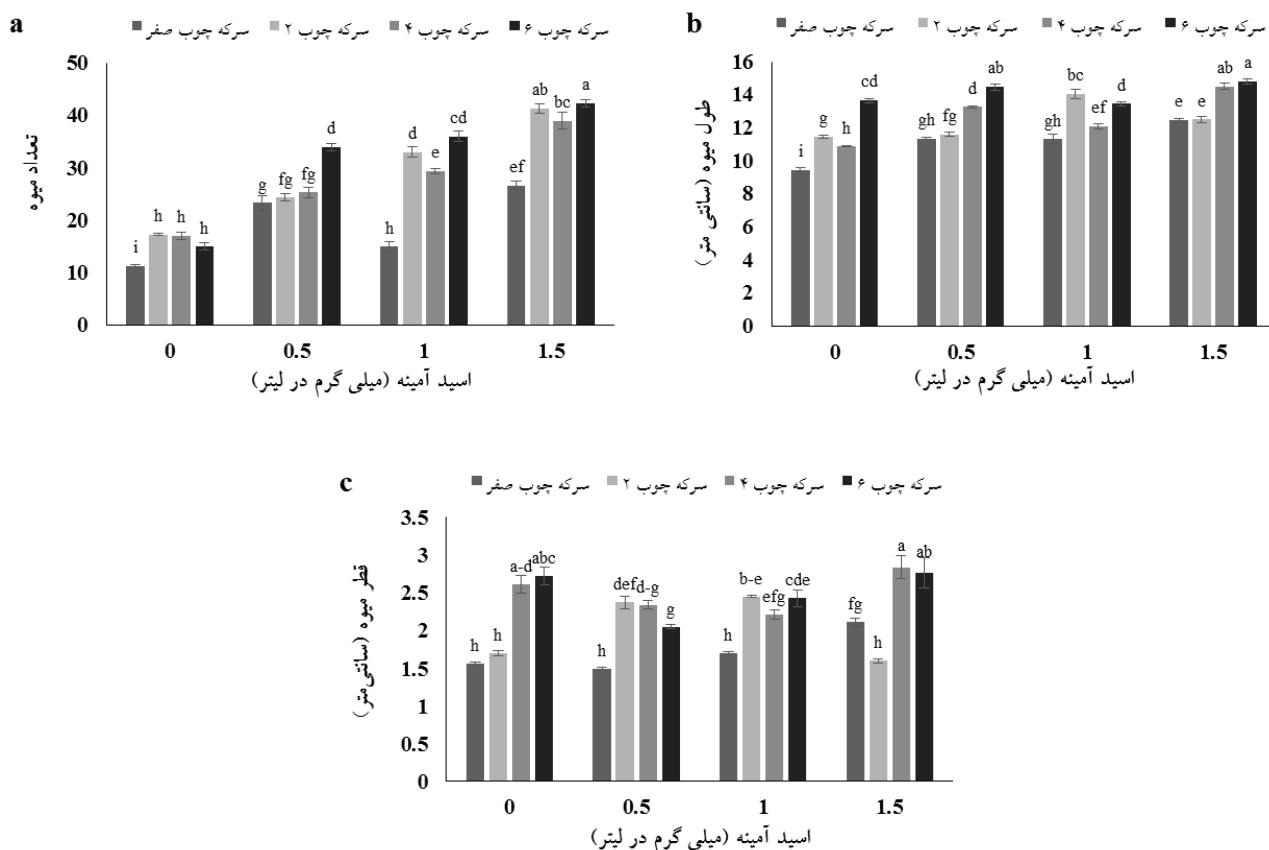 a
سرکه چوب صفر سرکه چوب ۲ سرکه چوب ۴ سرکه چوب ۶
تعداد میوه
50
40
30
20
10
0
i h h h
g fg fg d
h cd e
ef ab bc a
0 0.5 1 1.5
اسید آمینه (میلی گرم در لیتر)
b
سرکه چوب صفر سرکه چوب ۲ سرکه چوب ۴ سرکه چوب ۶
طول میوه (سانتی متر)
16
14
12
10
8
6
4
2
0
i g h cd
gh fg d ab
gh bc ef d
e e ab a
0 0.5 1 1.5
اسید آمینه (میلی گرم در لیتر)
c
سرکه چوب صفر سرکه چوب ۲ سرکه چوب ۴ سرکه چوب ۶
قطر میوه (سانتی‌متر)
3.5
3
2.5
2
1.5
1
0.5
0
h h a-d abc
h def d-g g
h b-e efg cde
fg h a ab
0 0.5 1 1.5
اسید آمینه (میلی گرم در لیتر)